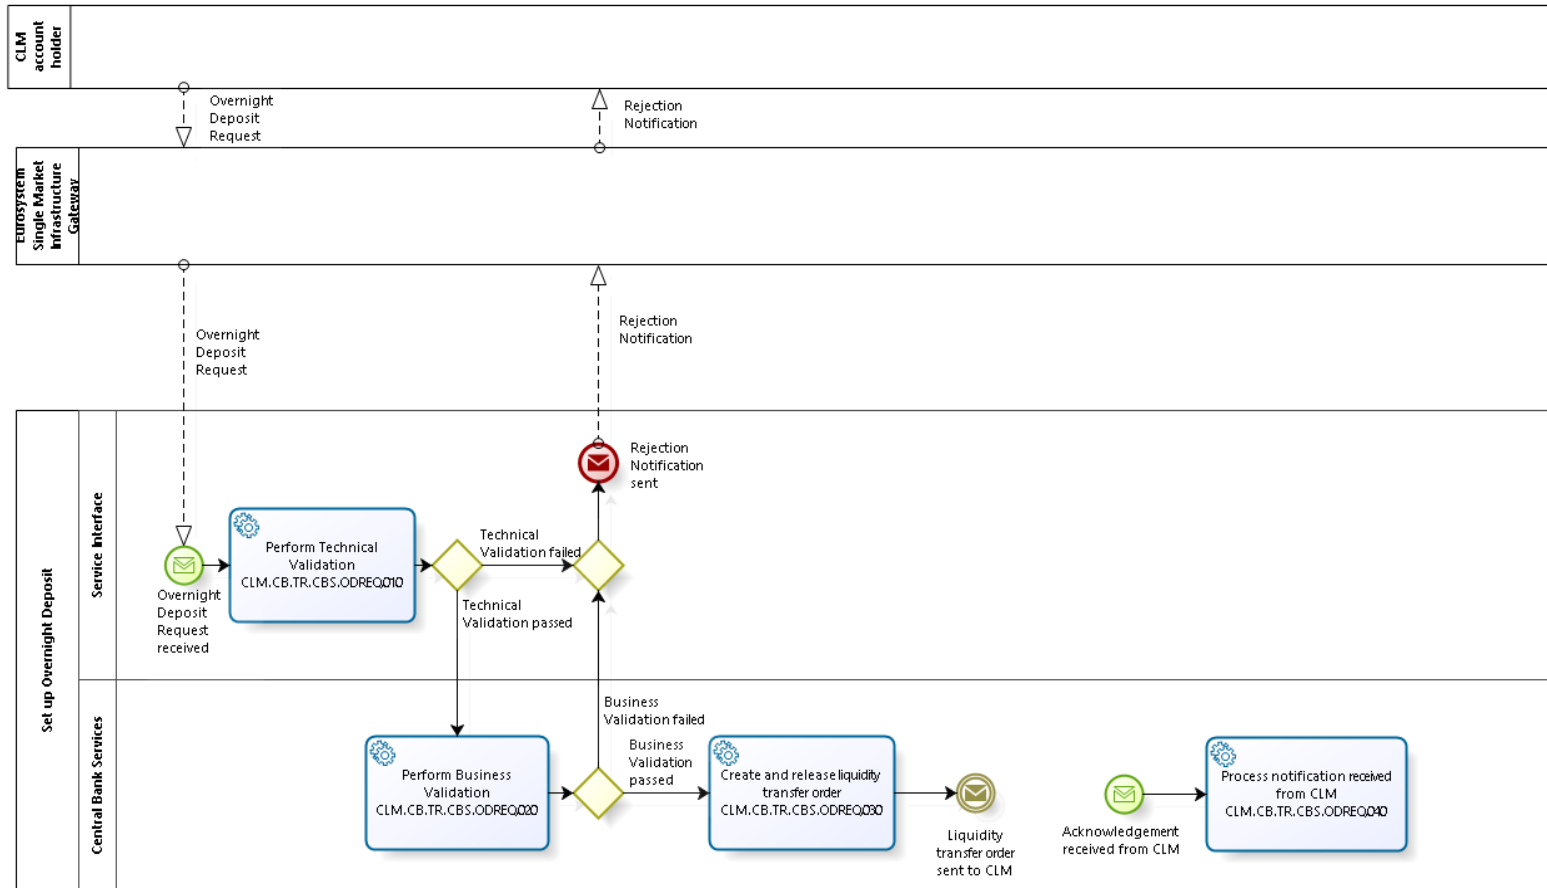 CLM
account
holder
Overnight
Deposit
Request
Rejection
Notification
Eurosystem
Single Market
Infrastructure
Gateway
Overnight
Deposit
Request
Rejection
Notification
Set up Overnight Deposit
Service Interface
Rejection
Notification
sent
Overnight
Deposit
Request
received
Perform Technical
Validation
CLM.CB.TR.CBS.ODREQ.010
Technical
Validation failed
Technical
Validation passed
Central Bank Services
Business
Validation failed
Perform Business
Validation
CLM.CB.TR.CBS.ODREQ.020
Business
Validation
passed
Create and release liquidity
transfer order
CLM.CB.TR.CBS.ODREQ.030
Liquidity
transfer order
sent to CLM
Acknowledgement
received from CLM
Process notification received
from CLM
CLM.CB.TR.CBS.ODREQ.040